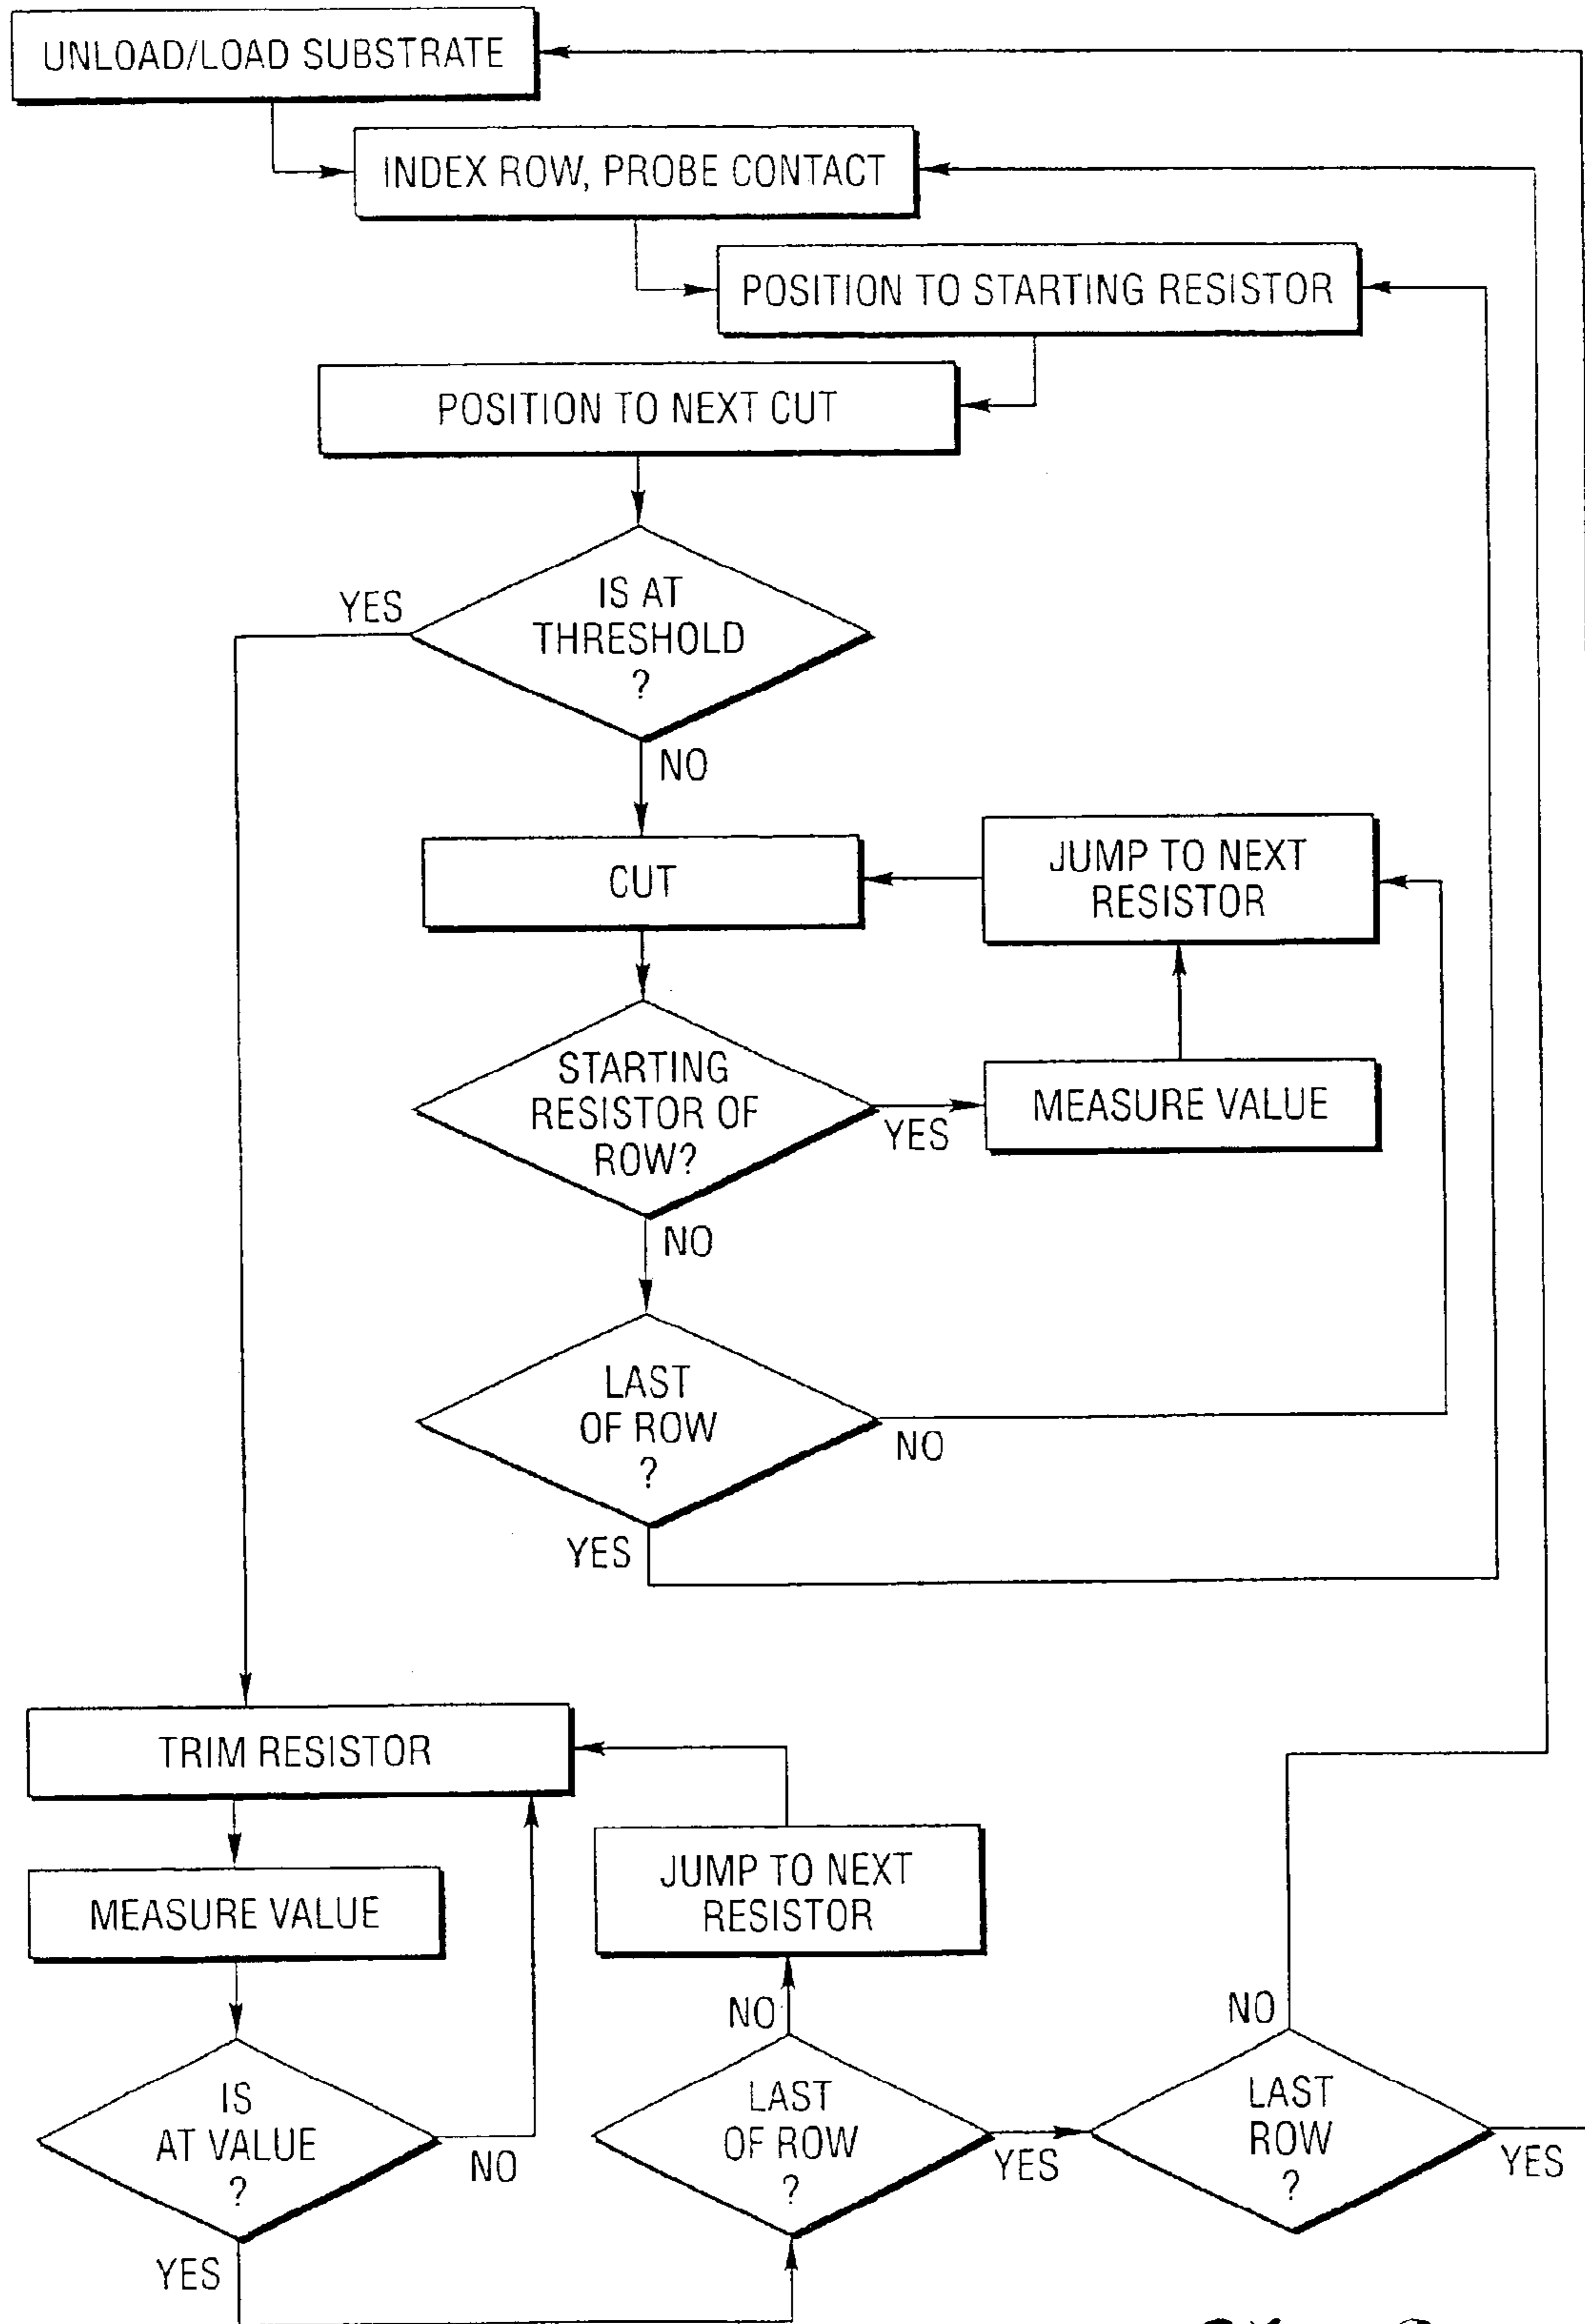 UNLOAD/LOAD SUBSTRATE
INDEX ROW, PROBE CONTACT
POSITION TO STARTING RESISTOR
POSITION TO NEXT CUT
YES
IS AT
THRESHOLD
?
NO
CUT
JUMP TO NEXT
RESISTOR
STARTING
RESISTOR OF
ROW?
YES
MEASURE VALUE
NO
LAST
OF ROW
?
NO
YES
TRIM RESISTOR
MEASURE VALUE
JUMP TO NEXT
RESISTOR
IS
AT VALUE
?
NO
YES
NO
LAST
OF ROW
?
YES
NO
LAST
ROW
?
YES